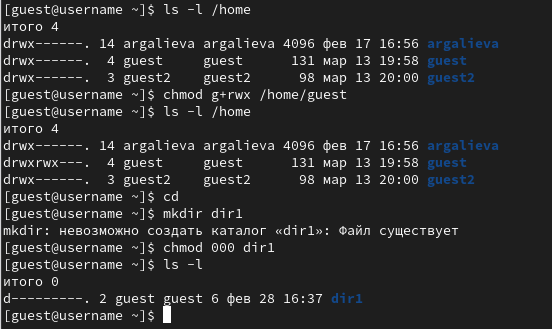 [guest@username ~]$ ls -l /home
итого 4
drwx------. 14 argalieva argalieva 4096 фев 17 16:56 argalieva
drwx------.  4 guest     guest      131 мар 13 19:58 guest
drwx------.  3 guest2    guest2      98 мар 13 20:00 guest2
[guest@username ~]$ chmod g+rwx /home/guest
[guest@username ~]$ ls -l /home
итого 4
drwx------. 14 argalieva argalieva 4096 фев 17 16:56 argalieva
drwxrwx---.  4 guest     guest      131 мар 13 19:58 guest
drwx------.  3 guest2    guest2      98 мар 13 20:00 guest2
[guest@username ~]$ cd
[guest@username ~]$ mkdir dir1
mkdir: невозможно создать каталог «dir1»: Файл существует
[guest@username ~]$ chmod 000 dir1
[guest@username ~]$ ls -l
итого 0
d---------. 2 guest guest 6 фев 28 16:37 dir1
[guest@username ~]$